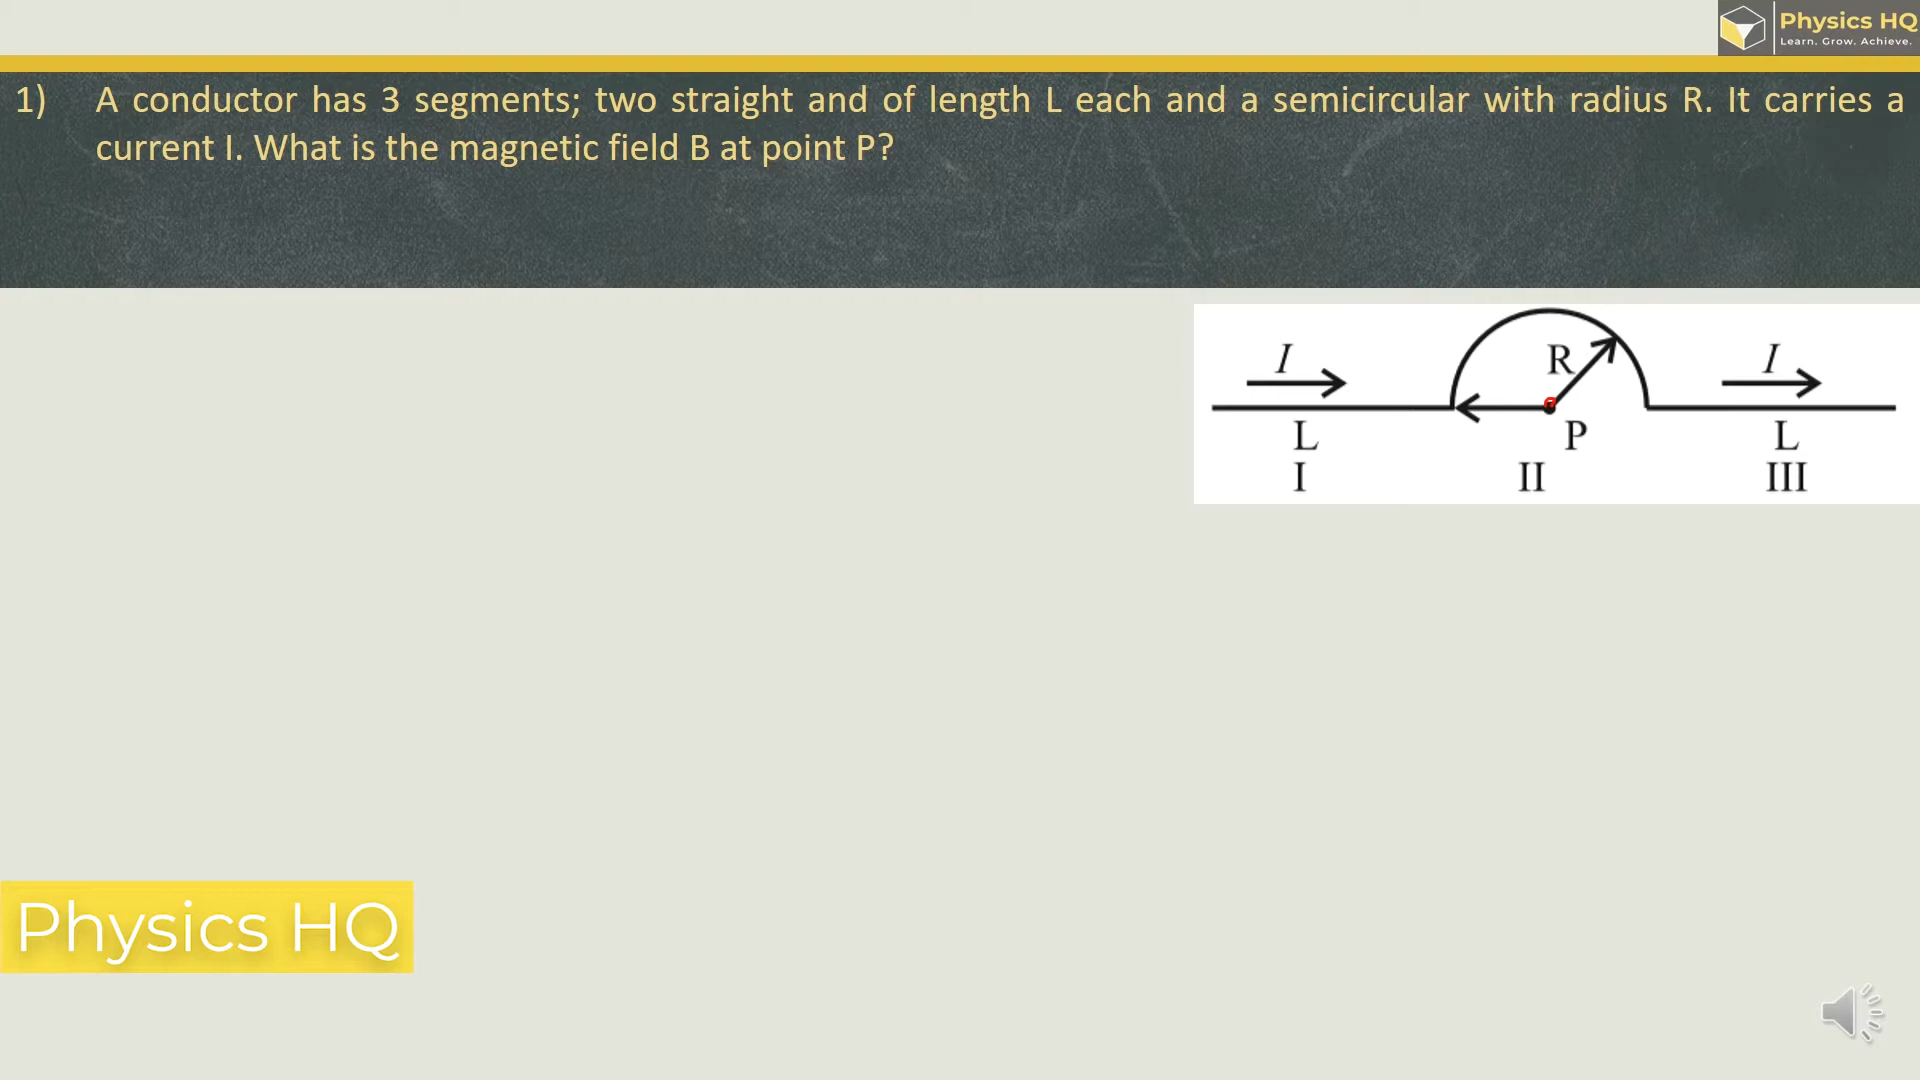 Physics HQ
Learn. Grow. Achieve.
1) A conductor has 3 segments; two straight and of length L each and a semicircular with radius R. It carries a
current I. What is the magnetic field B at point P?
I R I
L P L
I II III
Physics HQ